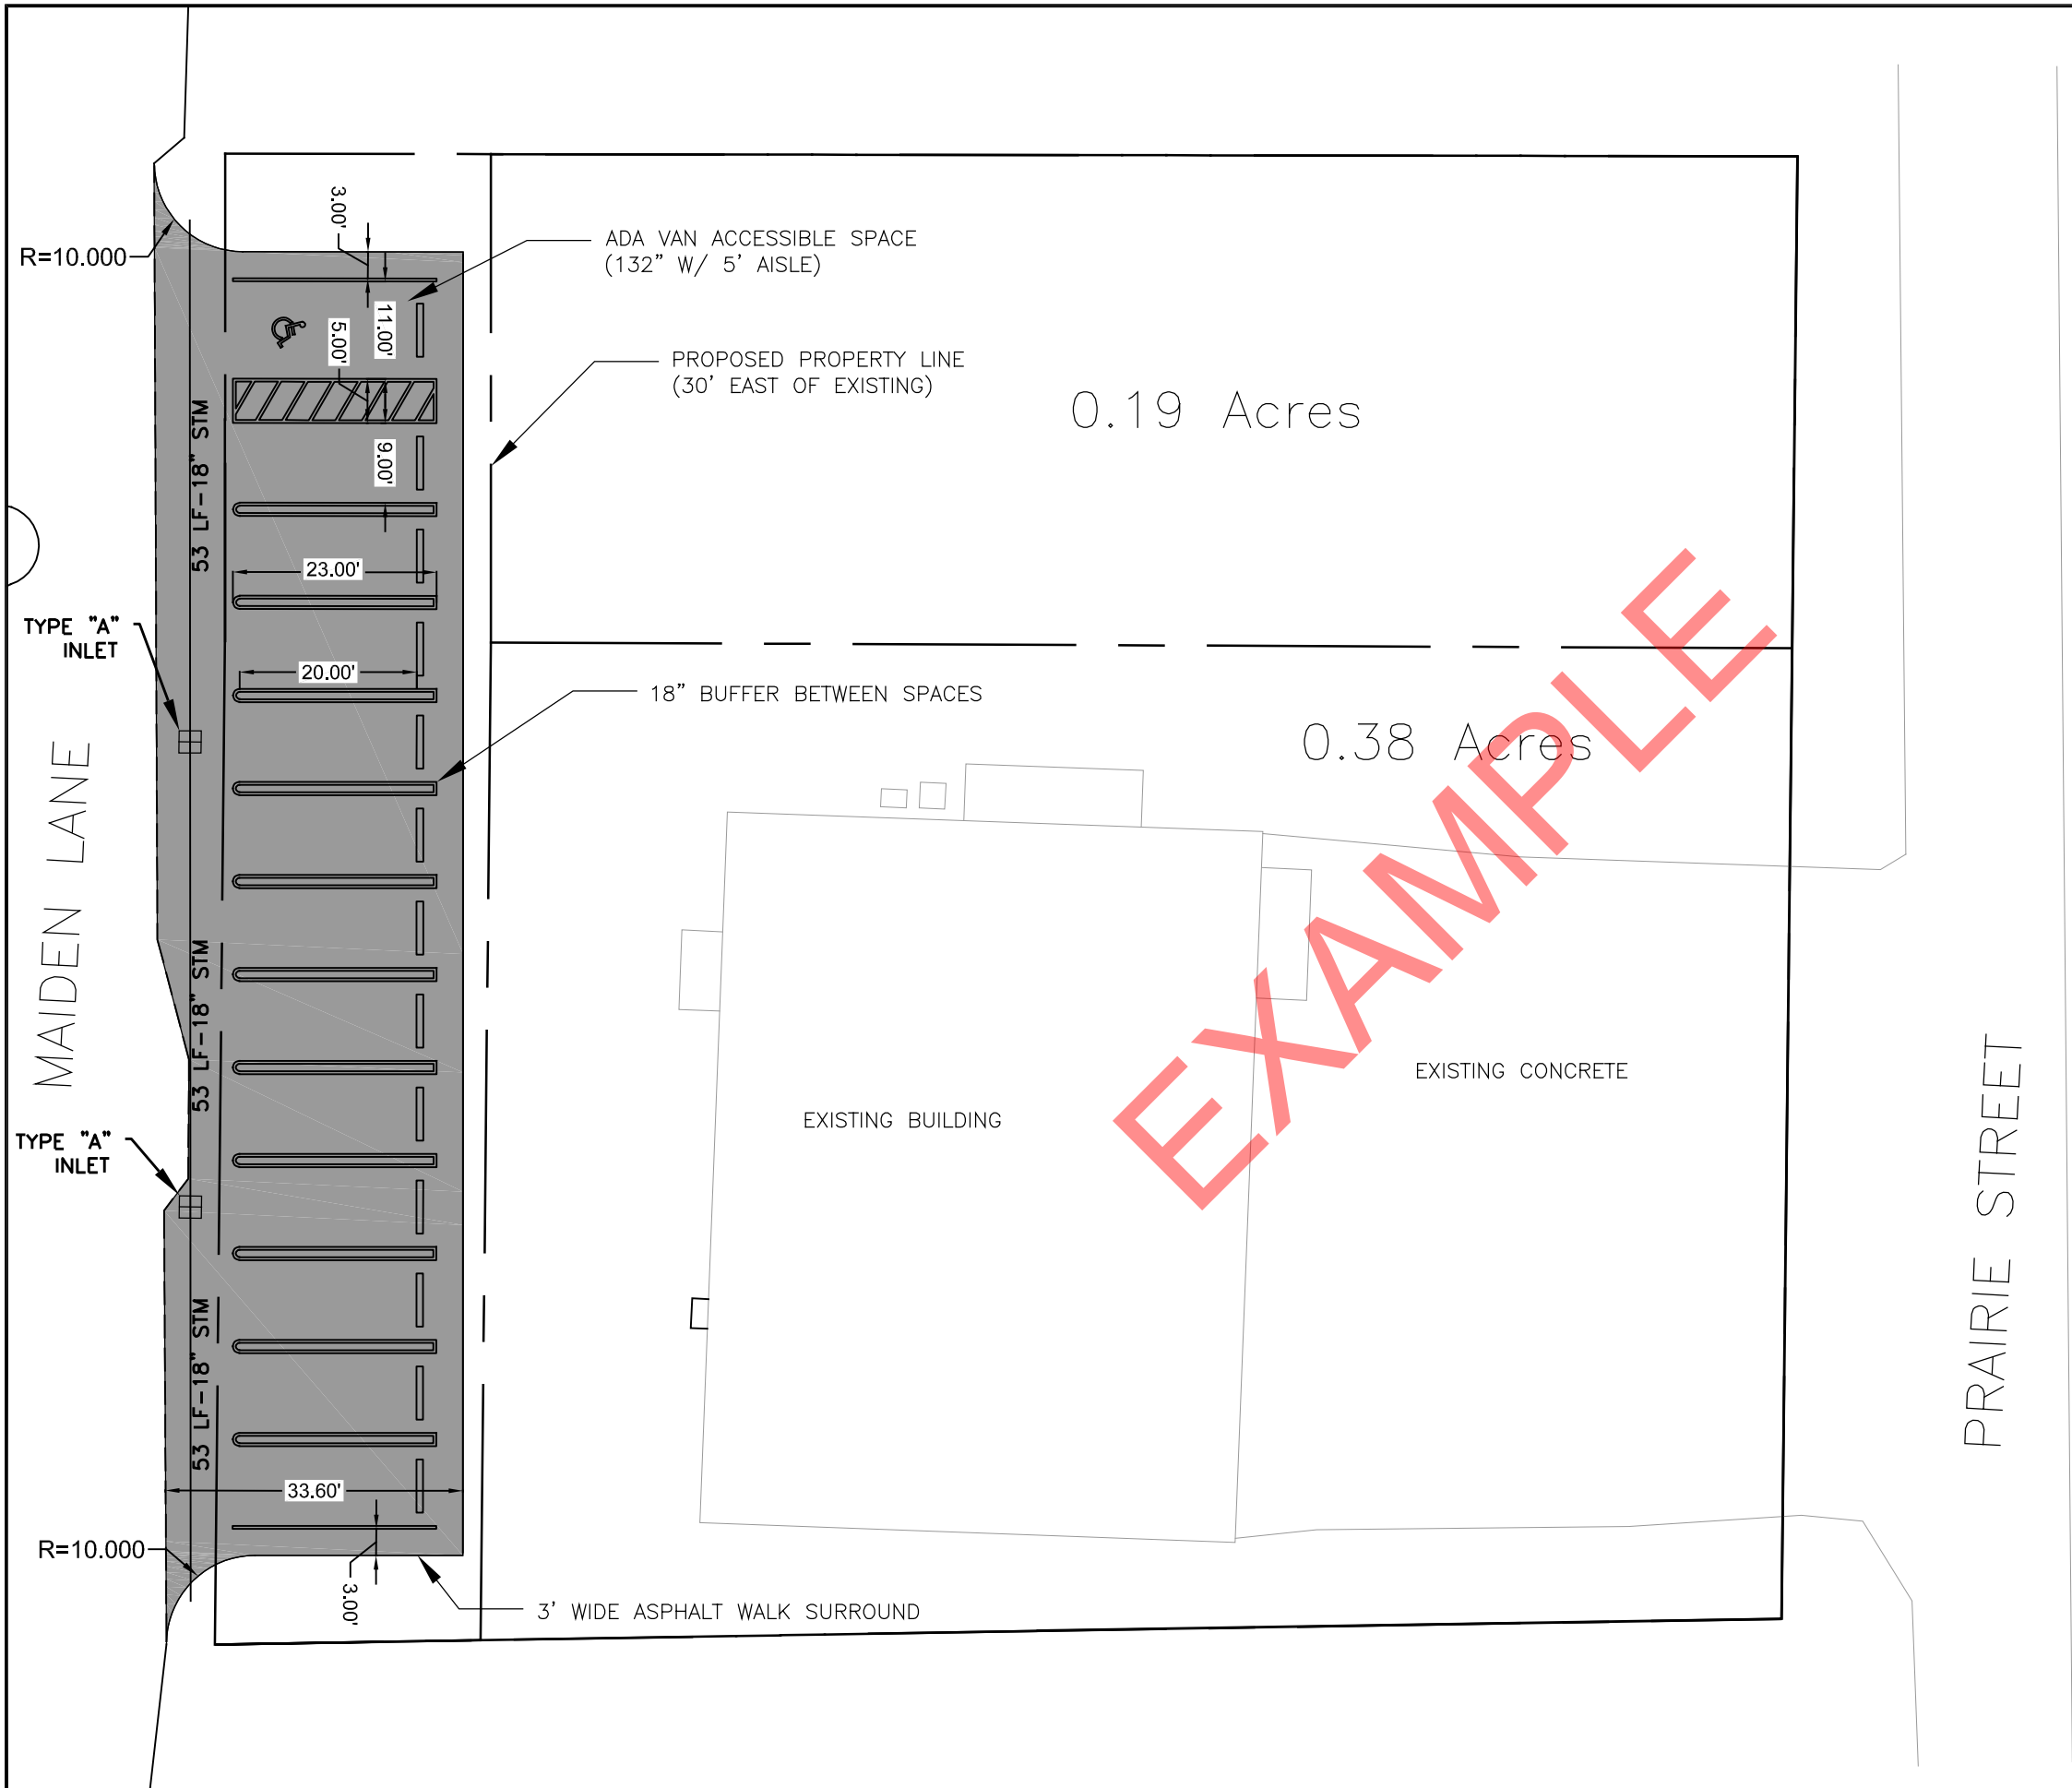 3.00'
R=10.000
ADA VAN ACCESSIBLE SPACE
(132" W/ 5' AISLE)
11.00'
5.00'
PROPOSED PROPERTY LINE
(30' EAST OF EXISTING)
0.19 Acres
9.00'
53 LF-18" STM
23.00'
TYPE "A"
INLET
20.00'
18" BUFFER BETWEEN SPACES
0.38 Acres
MAIDEN LANE
EXAMPLE
53 LF-18" STM
EXISTING CONCRETE
EXISTING BUILDING
TYPE "A"
INLET
PRAIRIE STREET
53 LF-18" STM
33.60'
R=10.000
3.00'
3' WIDE ASPHALT WALK SURROUND